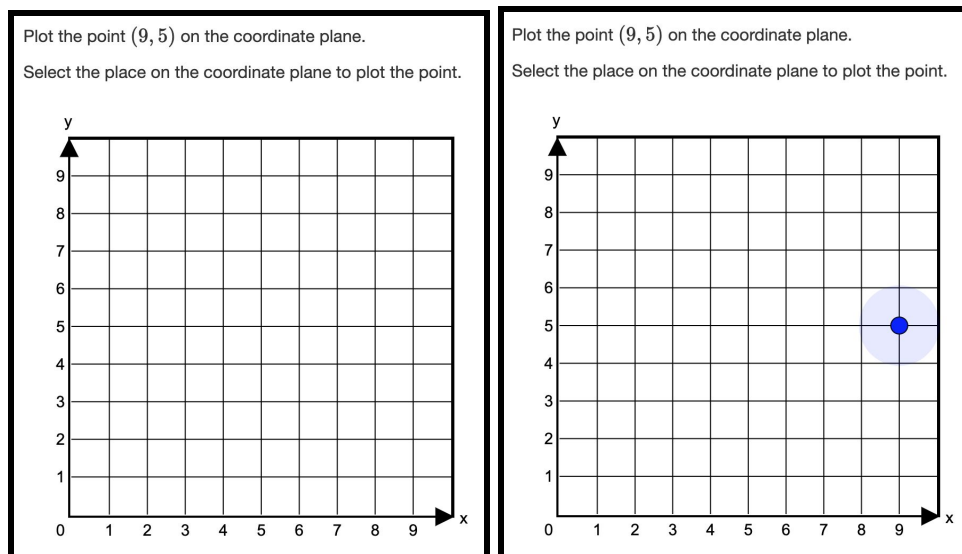 Plot the point (9, 5) on the coordinate plane.
Select the place on the coordinate plane to plot the point.
y
9
8
7
6
5
4
3
2
1
0 1 2 3 4 5 6 7 8 9 x
Plot the point (9, 5) on the coordinate plane.
Select the place on the coordinate plane to plot the point.
y
9
8
7
6
5
4
3
2
1
0 1 2 3 4 5 6 7 8 9 x